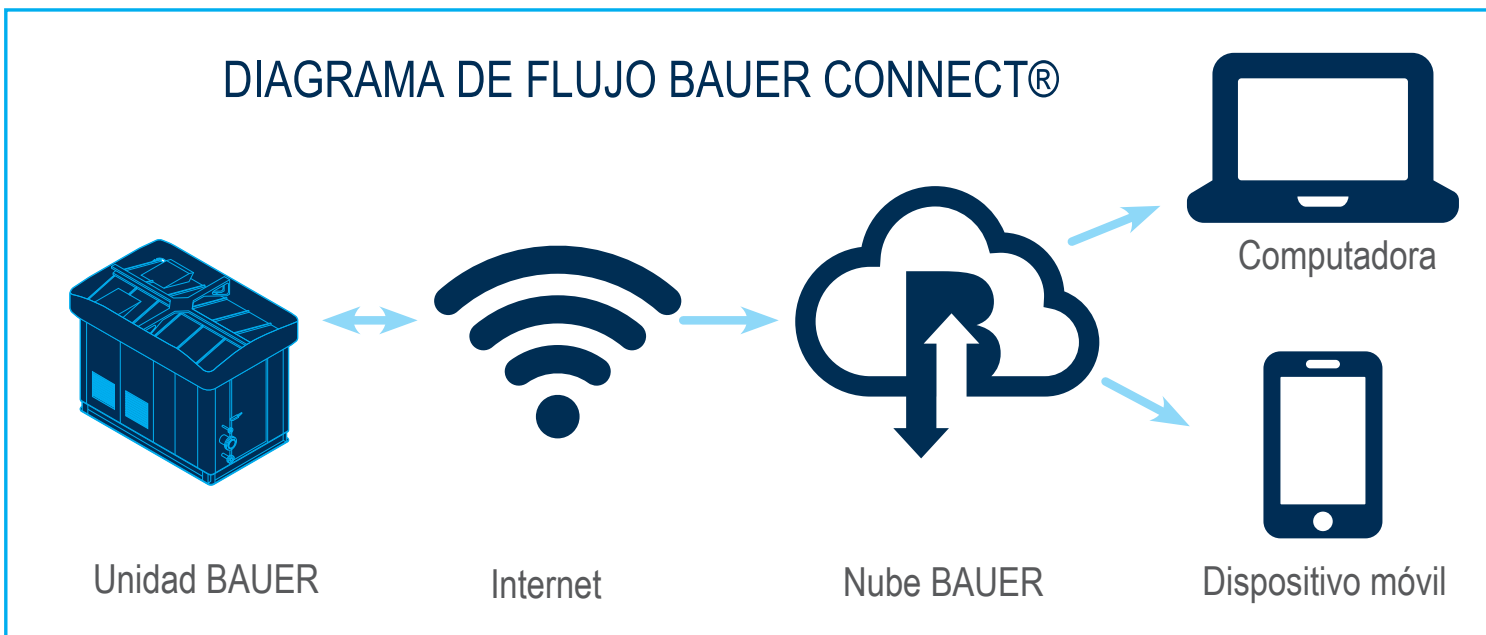 DIAGRAMA DE FLUJO BAUER CONNECT®
B
Computadora
Unidad BAUER
Internet
Nube BAUER
Dispositivo móvil